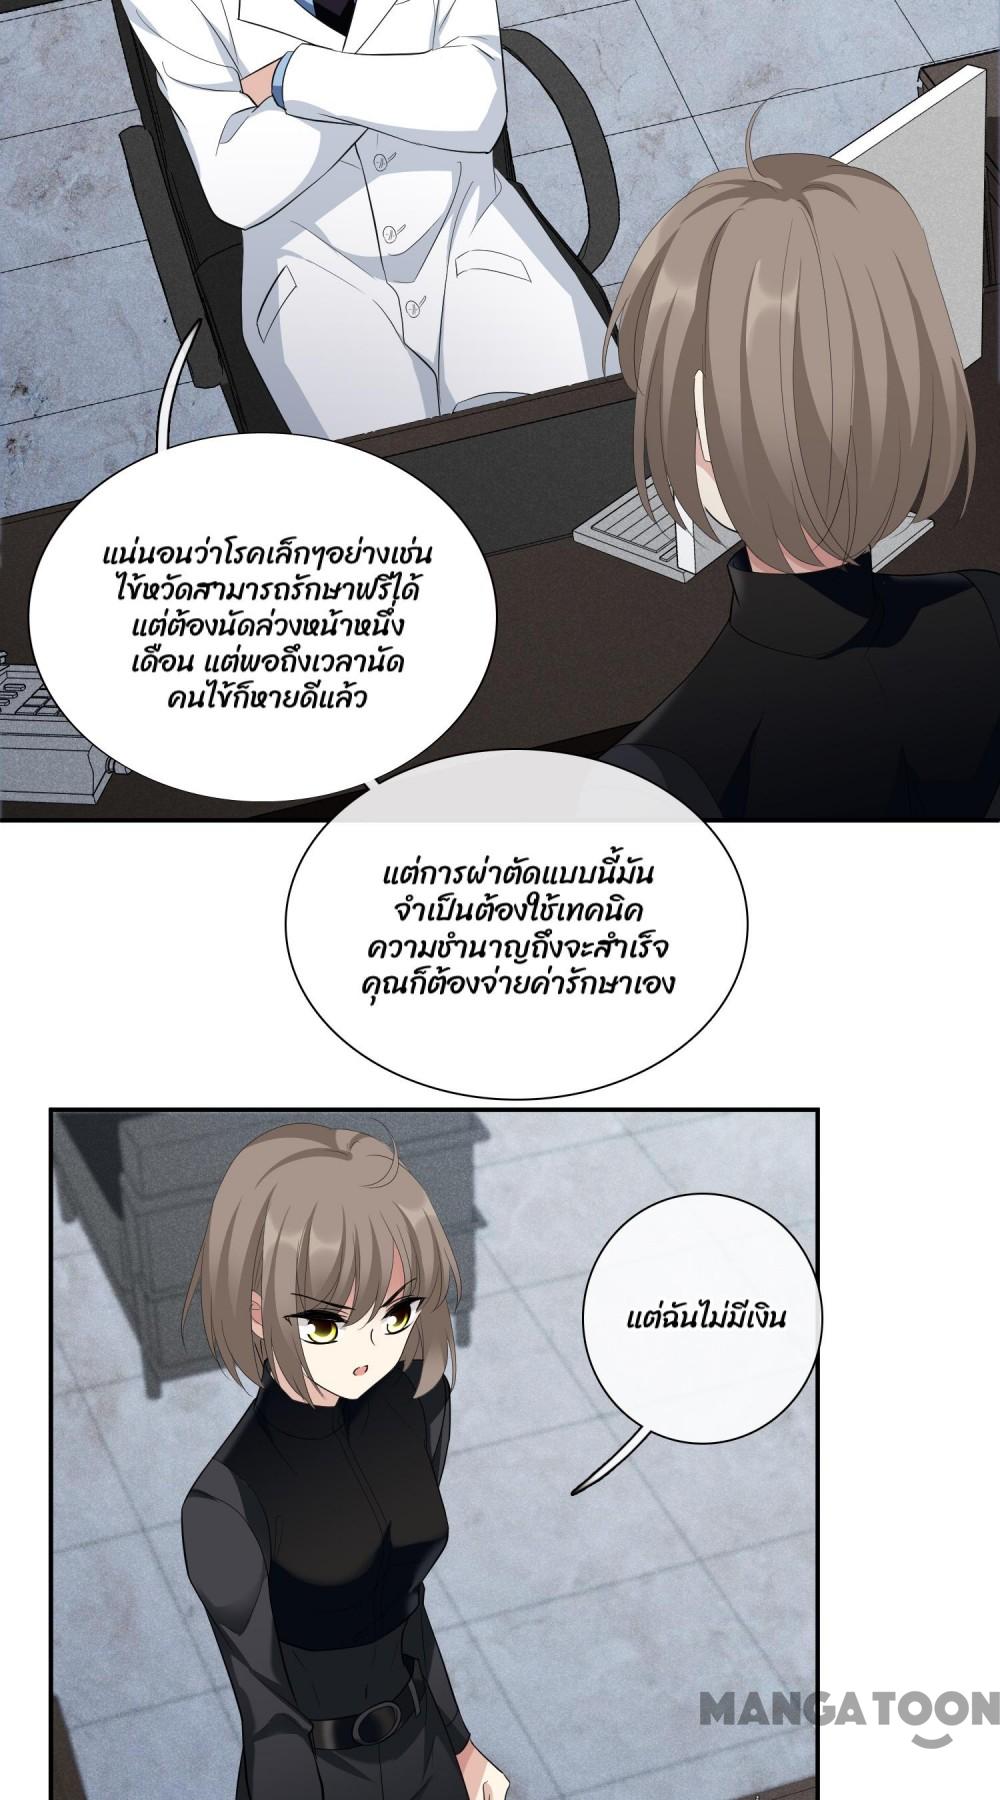 แน่นอนว่าโรคเล็กๆอย่างเช่น
ไข้หวัดสามารถรักษาฟรีได้
แต่ต้องนัดล่วงหน้าหนึ่ง
เดือน แต่พอถึงเวลานัด
คนไข้ก็หายดีแล้ว
แต่การผ่าตัดแบบนี้มัน
จำเป็นต้องใช้เทคนิค
ความชำนาญถึงจะสำเร็จ
คุณก็ต้องจ่ายค่ารักษาเอง
แต่ฉันไม่มีเงิน
MANGATOON